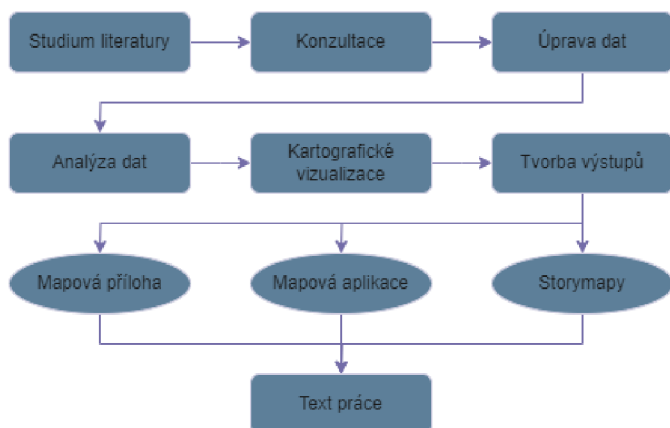 Studium literatury
Konzultace
Úprava dat
Analýza dat
Kartografické
vizualizace
Tvorba výstupů
Mapová příloha
Mapová aplikace
Storymapy
Text práce